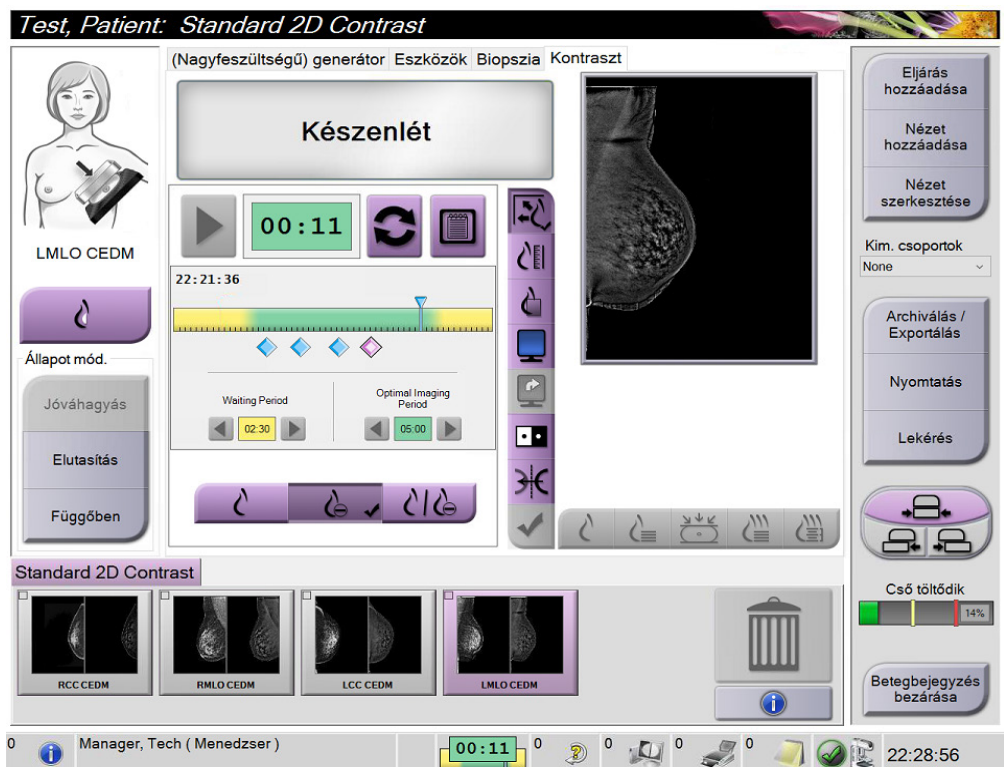 Test, Patient:  Standard 2D Contrast
LMLO CEDM
Állapot mód.
Jóváhagyás
Elutasítás
Függőben
(Nagyfeszültségű) generátor Eszközök Biopszia Kontraszt
Készenlét
00:11
22:21:36
Waiting Period
02:30
Optimal Imaging
Period
05:00
Eljárás
hozzáadása
Nézet
hozzáadása
Nézet
szerkesztése
Kim. csoportok
None
Archiválás /
Exportálás
Nyomtatás
Lekérés
Cső töltődik
14%
Betegbejegyzés
bezárása
Standard 2D Contrast
RCC CEDM
RMLO CEDM
LCC CEDM
LMLO CEDM
0
Manager, Tech ( Menedzser )
00:11
0
0
0
0
22:28:56